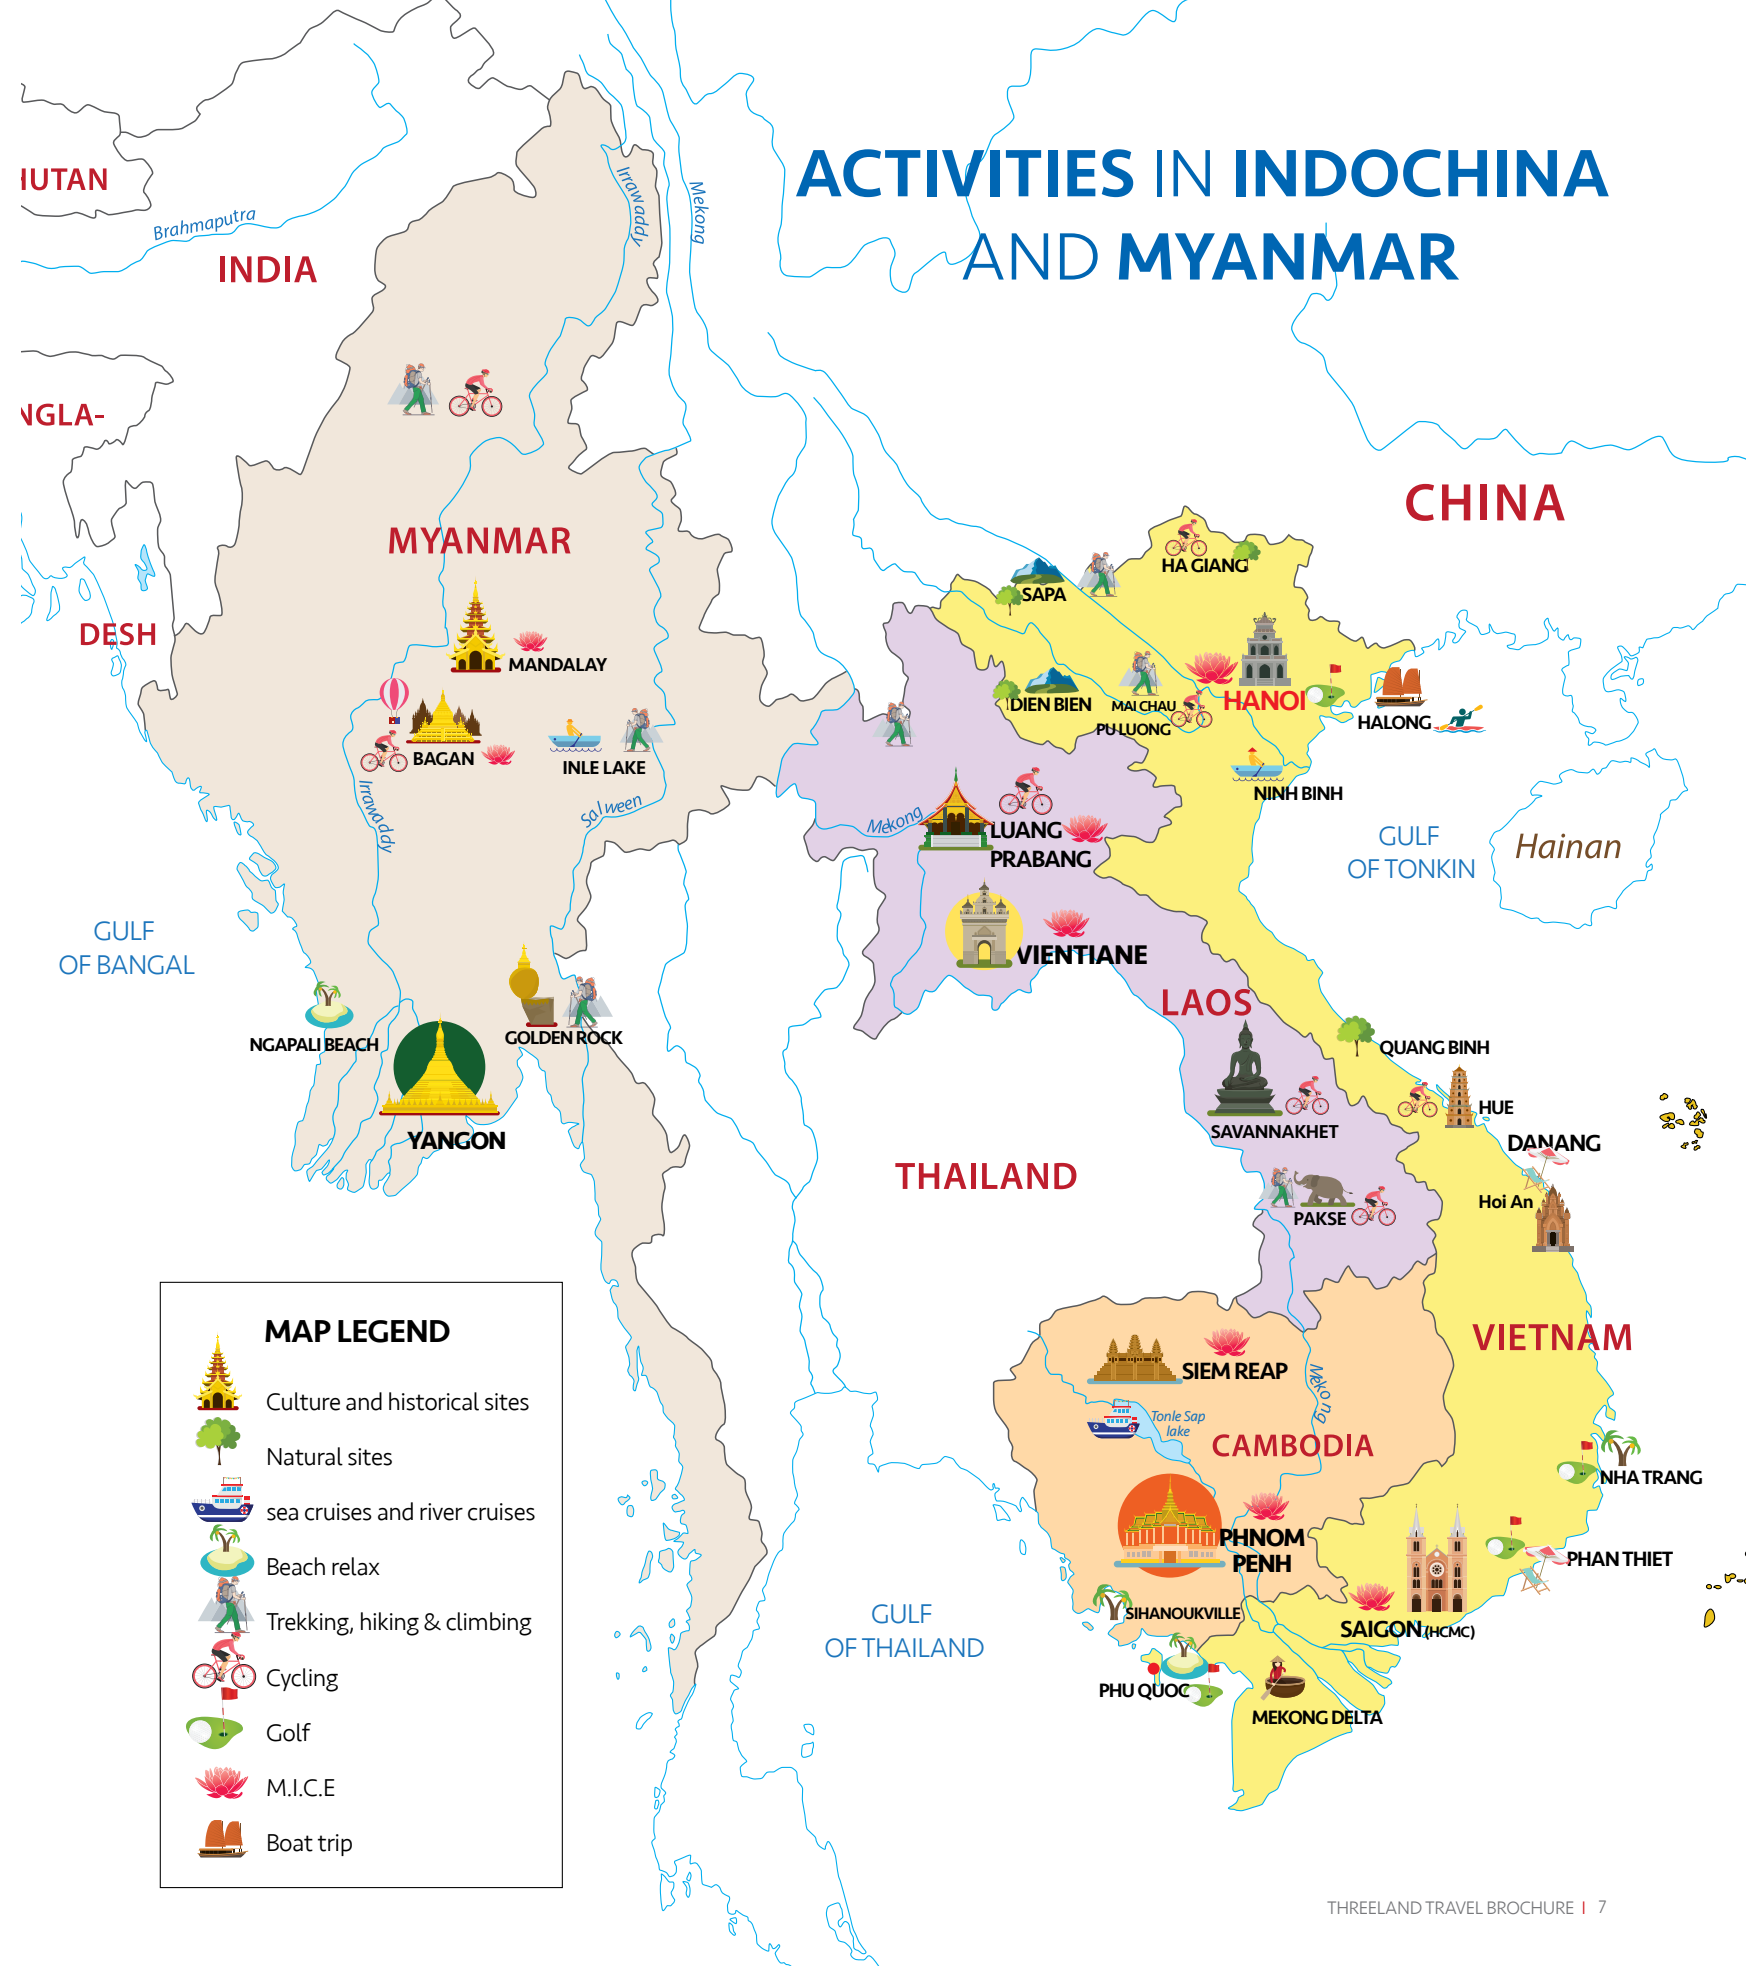 ACTIVITIES IN INDOCHINA
AND MYANMAR
HUTAN
Brahmaputra
INDIA
Irrawaddy
Mekong
NGLA-
DESH
CHINA
MYANMAR
MANDALAY
BAGAN
INLE LAKE
Irrawaddy
Salween
GULF
OF BANGAL
NGAPALI BEACH
GOLDEN ROCK
YANGON
HA GIANG
SAPA
DIEN BIEN
MAI CHAU
PU LUONG
HANOI
HALONG
NINH BINH
GULF
OF TONKIN
Hainan
Mekong
LUANG
PRABANG
VIENTIANE
LAOS
SAVANNAKHET
PAKSE
THAILAND
QUANG BINH
HUE
DANANG
Hoi An
VIETNAM
SIEM REAP
Mekong
Tonle Sap
lake
CAMBODIA
PHNOM
PENH
SIHANOUKVILLE
PHU QUOC
NHA TRANG
PHAN THIET
SAIGON (HCMC)
MEKONG DELTA
GULF
OF THAILAND
MAP LEGEND
Culture and historical sites
Natural sites
sea cruises and river cruises
Beach relax
Trekking, hiking & climbing
Cycling
Golf
M.I.C.E
Boat trip
THREELAND TRAVEL BROCHURE | 7